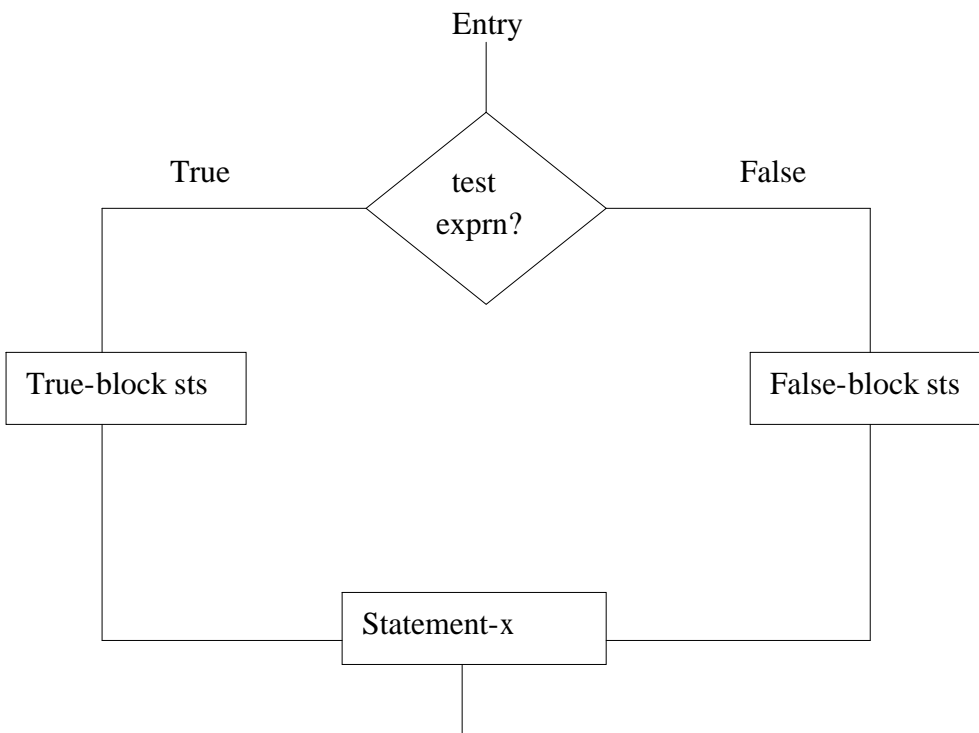 Entry
True
False
test
exprn?
True-block sts
False-block sts
Statement-x